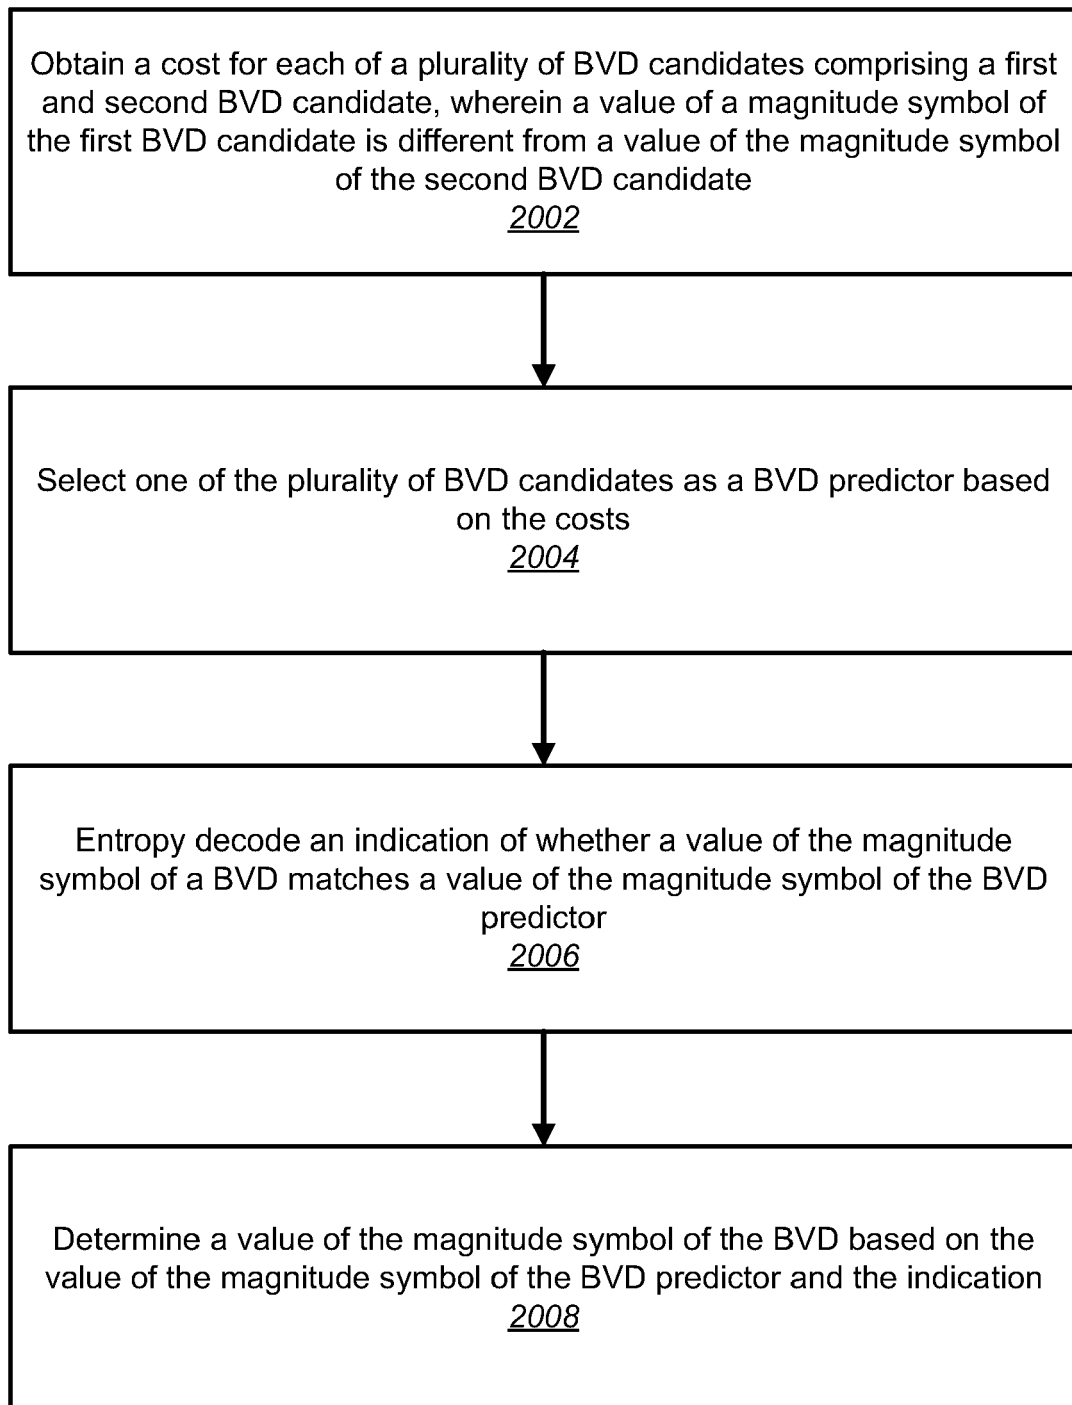 Obtain a cost for each of a plurality of BVD candidates comprising a first
and second BVD candidate, wherein a value of a magnitude symbol of
the first BVD candidate is different from a value of the magnitude symbol
of the second BVD candidate
2002
Select one of the plurality of BVD candidates as a BVD predictor based
on the costs
2004
Entropy decode an indication of whether a value of the magnitude
symbol of a BVD matches a value of the magnitude symbol of the BVD
predictor
2006
Determine a value of the magnitude symbol of the BVD based on the
value of the magnitude symbol of the BVD predictor and the indication
2008